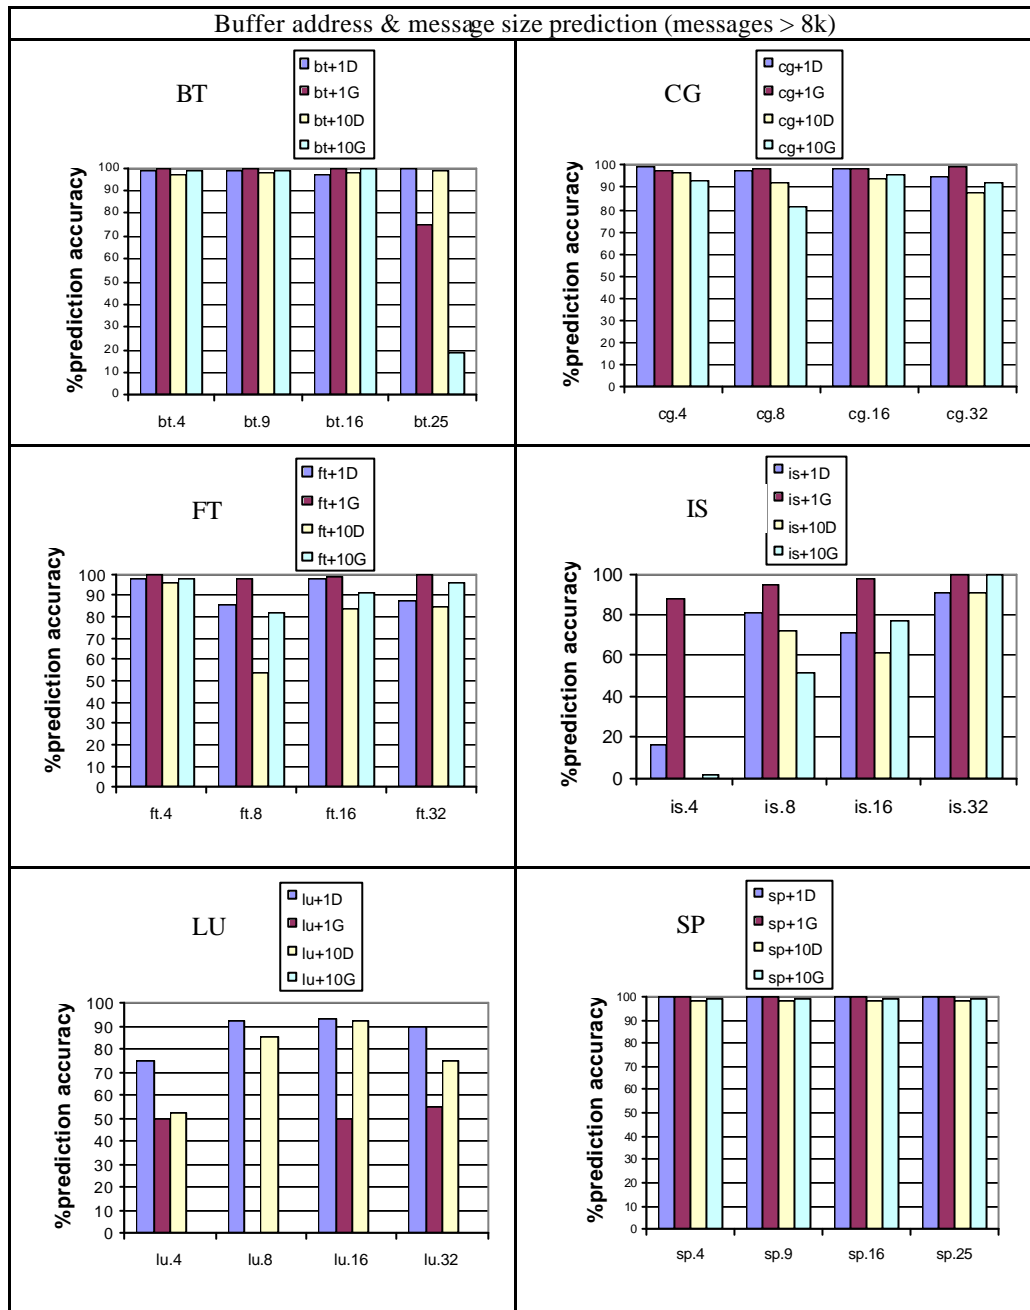 Buffer address & message size prediction (messages > 8k)
BT
bt+1D
bt+1G
bt+10D
bt+10G
%prediction accuracy
100
90
80
70
60
50
40
30
20
10
0
bt.4 bt.9 bt.16 bt.25
CG
cg+1D
cg+1G
cg+10D
cg+10G
%prediction accuracy
100
90
80
70
60
50
40
30
20
10
0
cg.4 cg.8 cg.16 cg.32
FT
ft+1D
ft+1G
ft+10D
ft+10G
%prediction accuracy
100
90
80
70
60
50
40
30
20
10
0
ft.4 ft.8 ft.16 ft.32
IS
is+1D
is+1G
is+10D
is+10G
%prediction accuracy
100
80
60
40
20
0
is.4 is.8 is.16 is.32
LU
lu+1D
lu+1G
lu+10D
lu+10G
%prediction accuracy
100
90
80
70
60
50
40
30
20
10
0
lu.4 lu.8 lu.16 lu.32
SP
sp+1D
sp+1G
sp+10D
sp+10G
%prediction accuracy
100
90
80
70
60
50
40
30
20
10
0
sp.4 sp.9 sp.16 sp.25